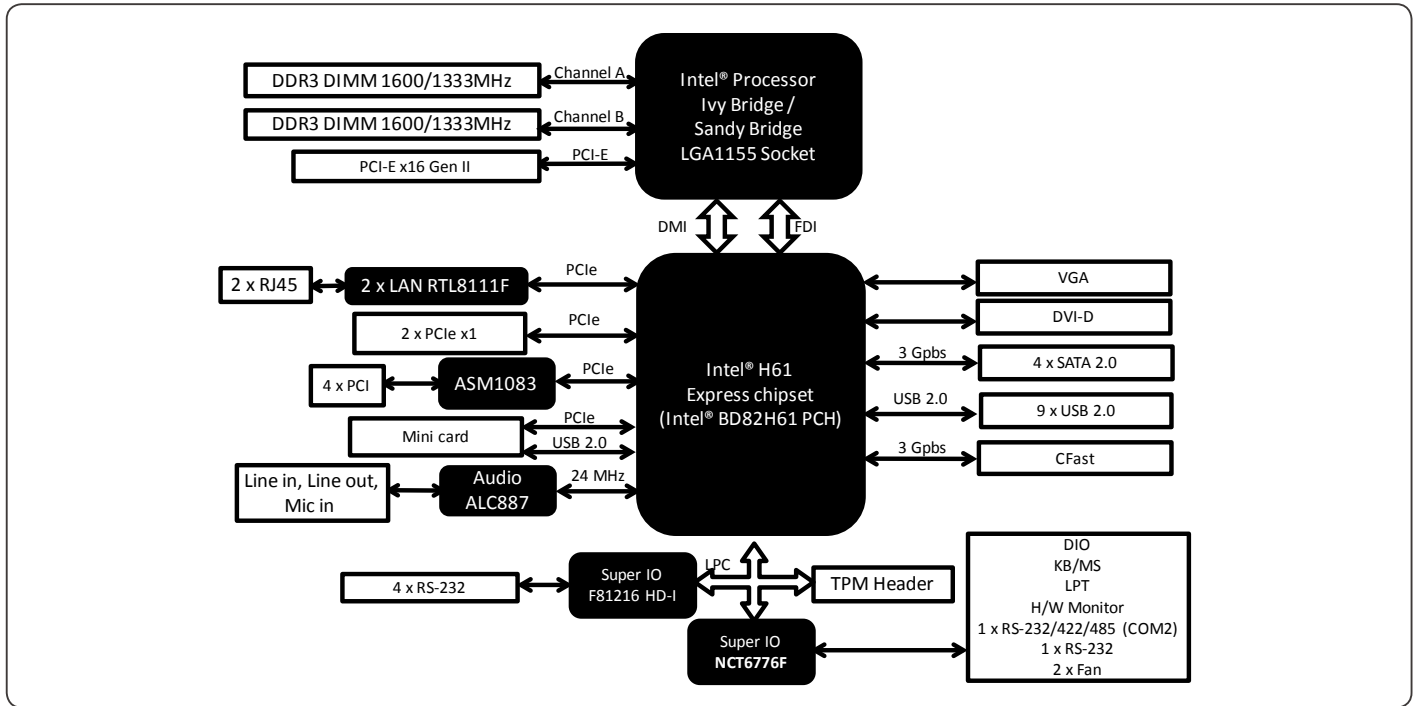 DDR3 DIMM 1600/1333MHz
Channel A
DDR3 DIMM 1600/1333MHz
Channel B
PCI-E x16 Gen II
PCI-E
Intel® Processor
Ivy Bridge /
Sandy Bridge
LGA1155 Socket
DMI
FDI
2 x RJ45
2 x LAN RTL8111F
PCIe
2 x PCIe x1
PCIe
4 x PCI
ASM1083
PCIe
Mini card
PCIe
USB 2.0
Line in, Line out,
Mic in
Audio
ALC887
24 MHz
Intel® H61
Express chipset
(Intel® BD82H61 PCH)
VGA
DVI-D
3 Gpbs
4 x SATA 2.0
USB 2.0
9 x USB 2.0
3 Gpbs
CFast
4 x RS-232
Super IO
F81216 HD-I
LPC
TPM Header
Super IO
NCT6776F
DIO
KB/MS
LPT
H/W Monitor
1 x RS-232/422/485 (COM2)
1 x RS-232
2 x Fan